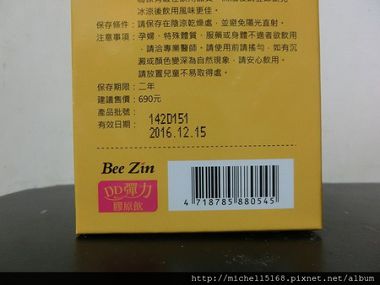 冰涼後飲用風味更佳。
保存條件：請保存在陰涼乾燥處，並避免陽光直射。
注意事項：孕婦、特殊體質、服藥或身體不適者欲飲用
，請洽專業醫師。請使用前請搖勻，如有沉
澱或顏色變深為自然現象，請安心飲用。
請放置兒童不易取得處。
保存期限：二年
建議售價：690元
產品批號：
142D151
有效日期：
2016.12.15
Bee Zin
DD彈力
膠原飲
4 718785 880545
http://michell5168.pixnet.net/album